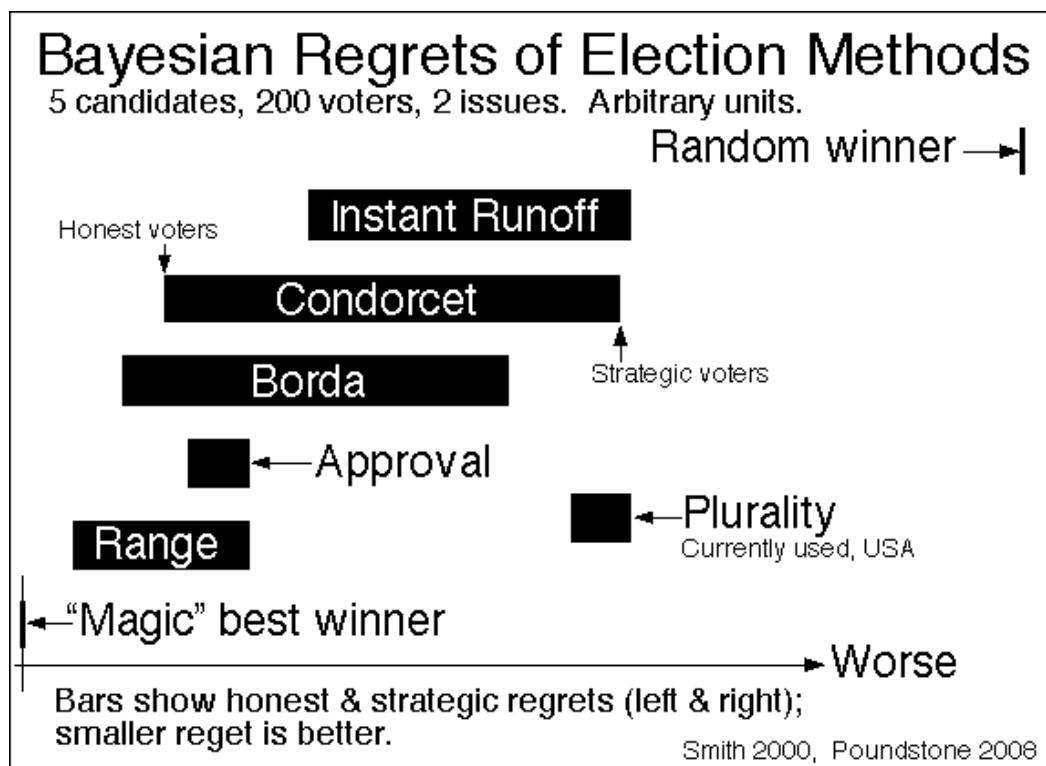 Bayesian Regrets of Election Methods
5 candidates, 200 voters, 2 issues.  Arbitrary units.
Random winner
Instant Runoff
Honest voters
Condorcet
Strategic voters
Borda
Approval
Plurality
Currently used, USA
Range
“Magic” best winner
Worse
Bars show honest & strategic regrets (left & right);
smaller reget is better.
Smith 2000,  Poundstone 2008